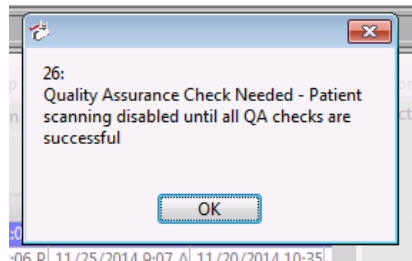 26:
Quality Assurance Check Needed - Patient
scanning disabled until all QA checks are
successful
OK
:06 P 11/25/2014 9:07 A 11/20/2014 10:35